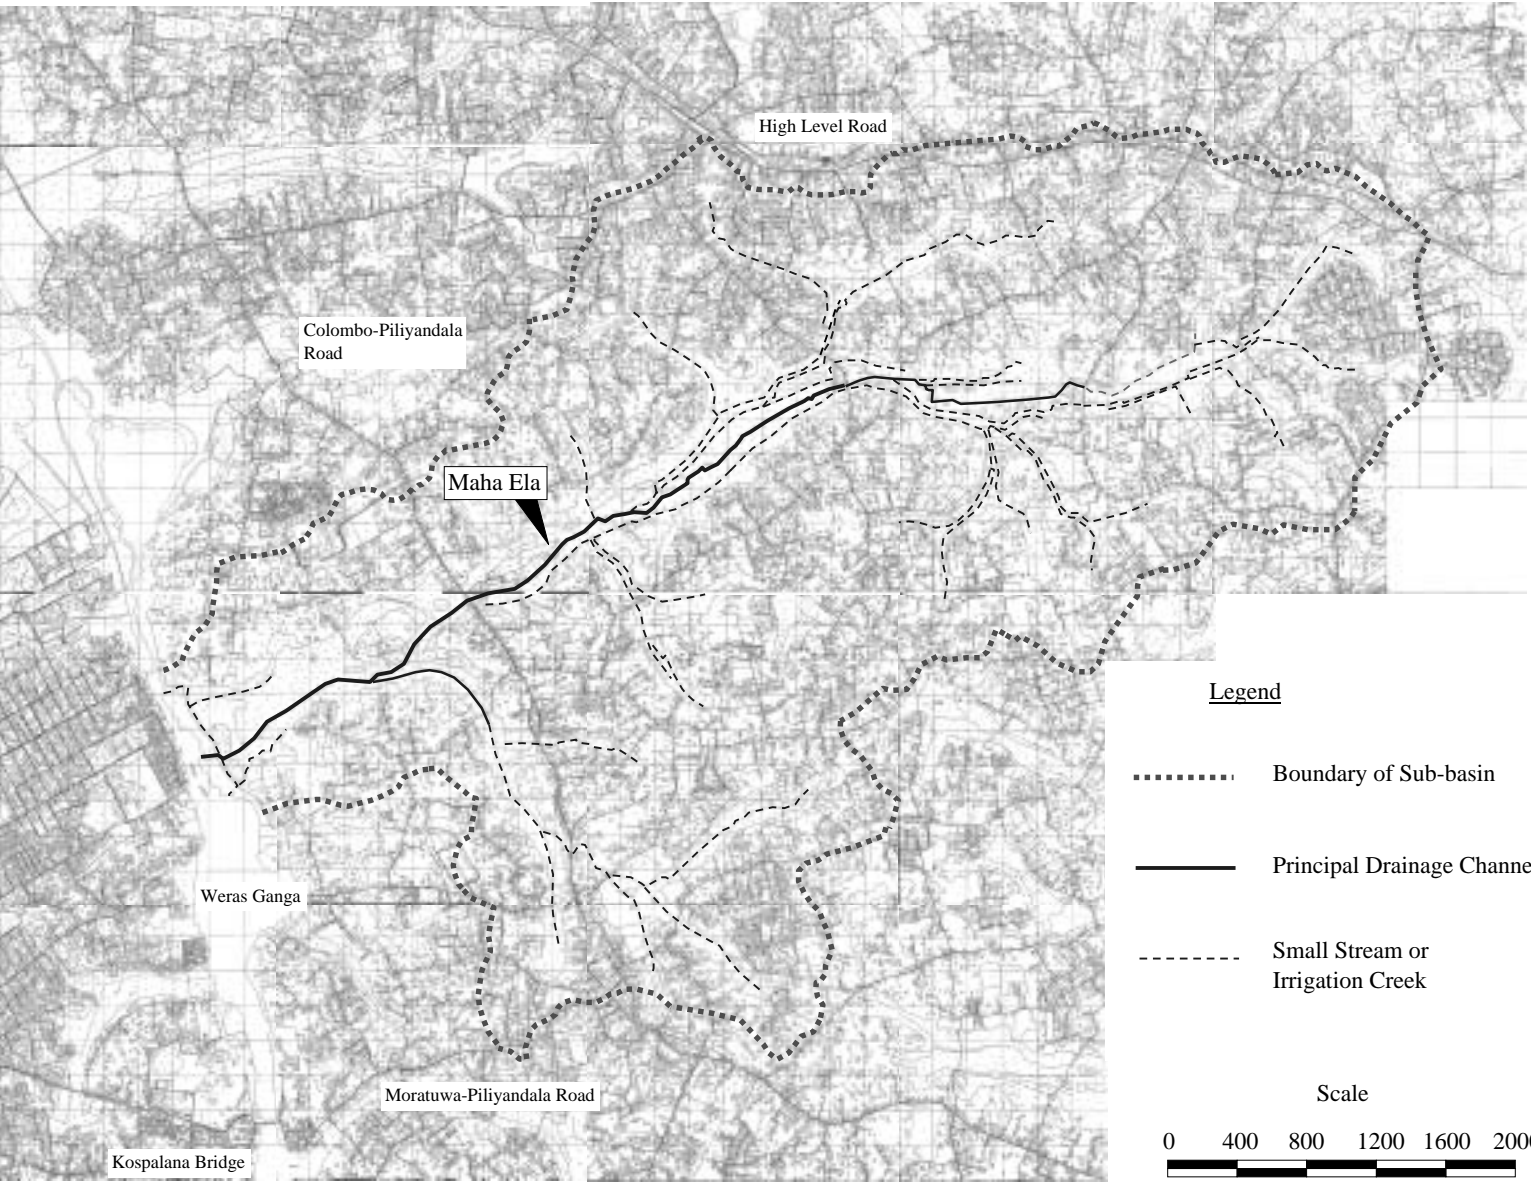 High Level Road
Colombo-Piliyandala
Road
Maha Ela
Legend
Boundary of Sub-basin
Principal Drainage Channe
Small Stream or
Irrigation Creek
Weras Ganga
Moratuwa-Piliyandala Road
Scale
0 400 800 1200 1600 200
Kospalana Bridge